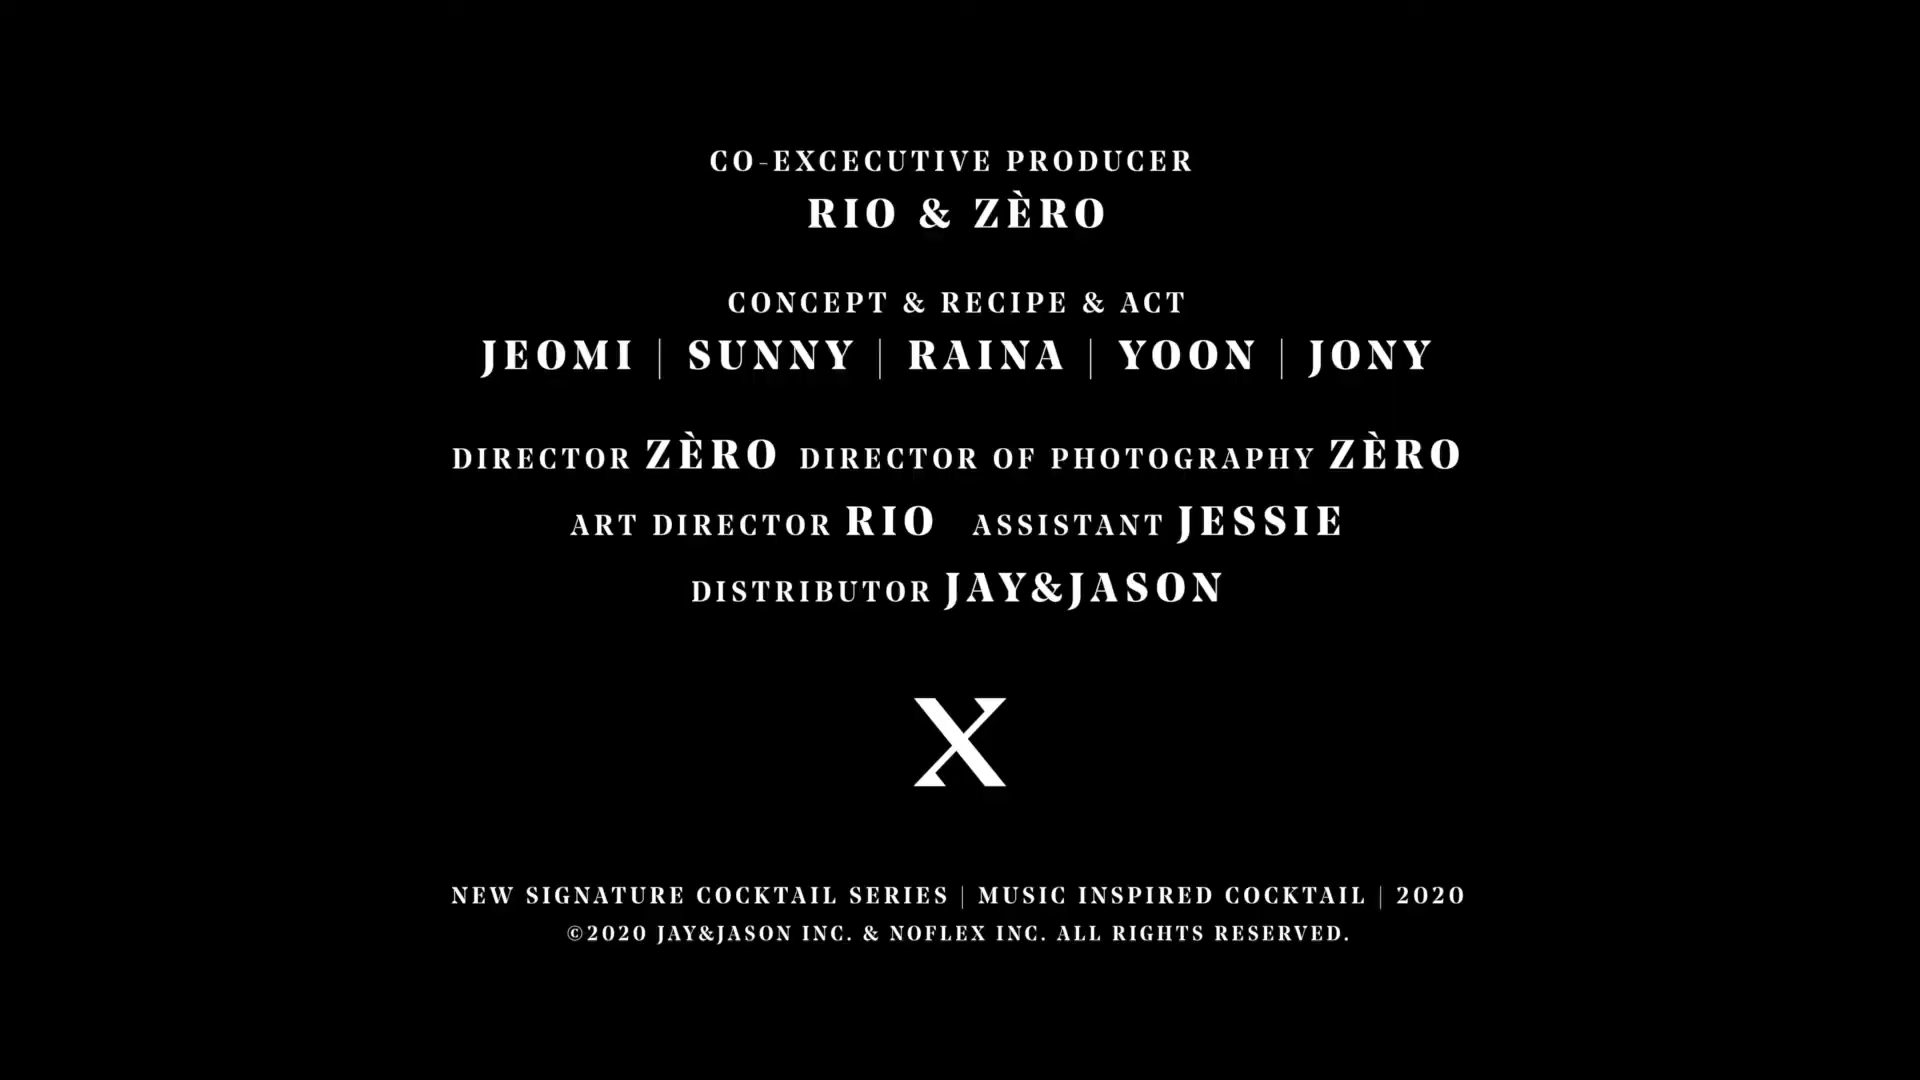 CO-EXCECUTIVE PRODUCER
RIO & ZÈRO
CONCEPT & RECIPE & ACT
JEOMI | SUNNY | RAINA | YOON | JONY
DIRECTOR ZÈRO DIRECTOR OF PHOTOGRAPHY ZÈRO
ART DIRECTOR RIO ASSISTANT JESSIE
DISTRIBUTOR JAY&JASON
X
NEW SIGNATURE COCKTAIL SERIES | MUSIC INSPIRED COCKTAIL | 2020
©2020 JAY&JASON INC. & NOFLEX INC. ALL RIGHTS RESERVED.